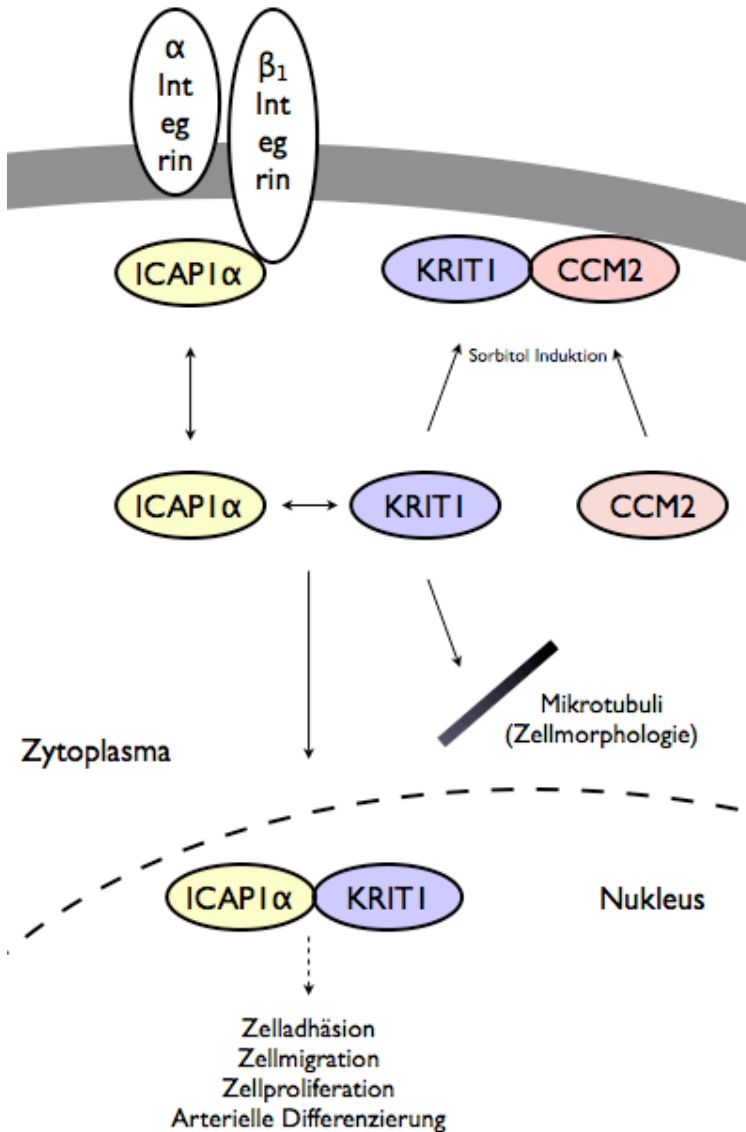 α
Int
eg
rin
β1
Int
eg
rin
ICAP1α
KRIT1
CCM2
Sorbitol Induktion
ICAP1α
KRIT1
CCM2
Mikrotubuli
(Zellmorphologie)
Zytoplasma
ICAP1α
KRIT1
Nukleus
Zelladhäsion
Zellmigration
Zellproliferation
Arterielle Differenzierung